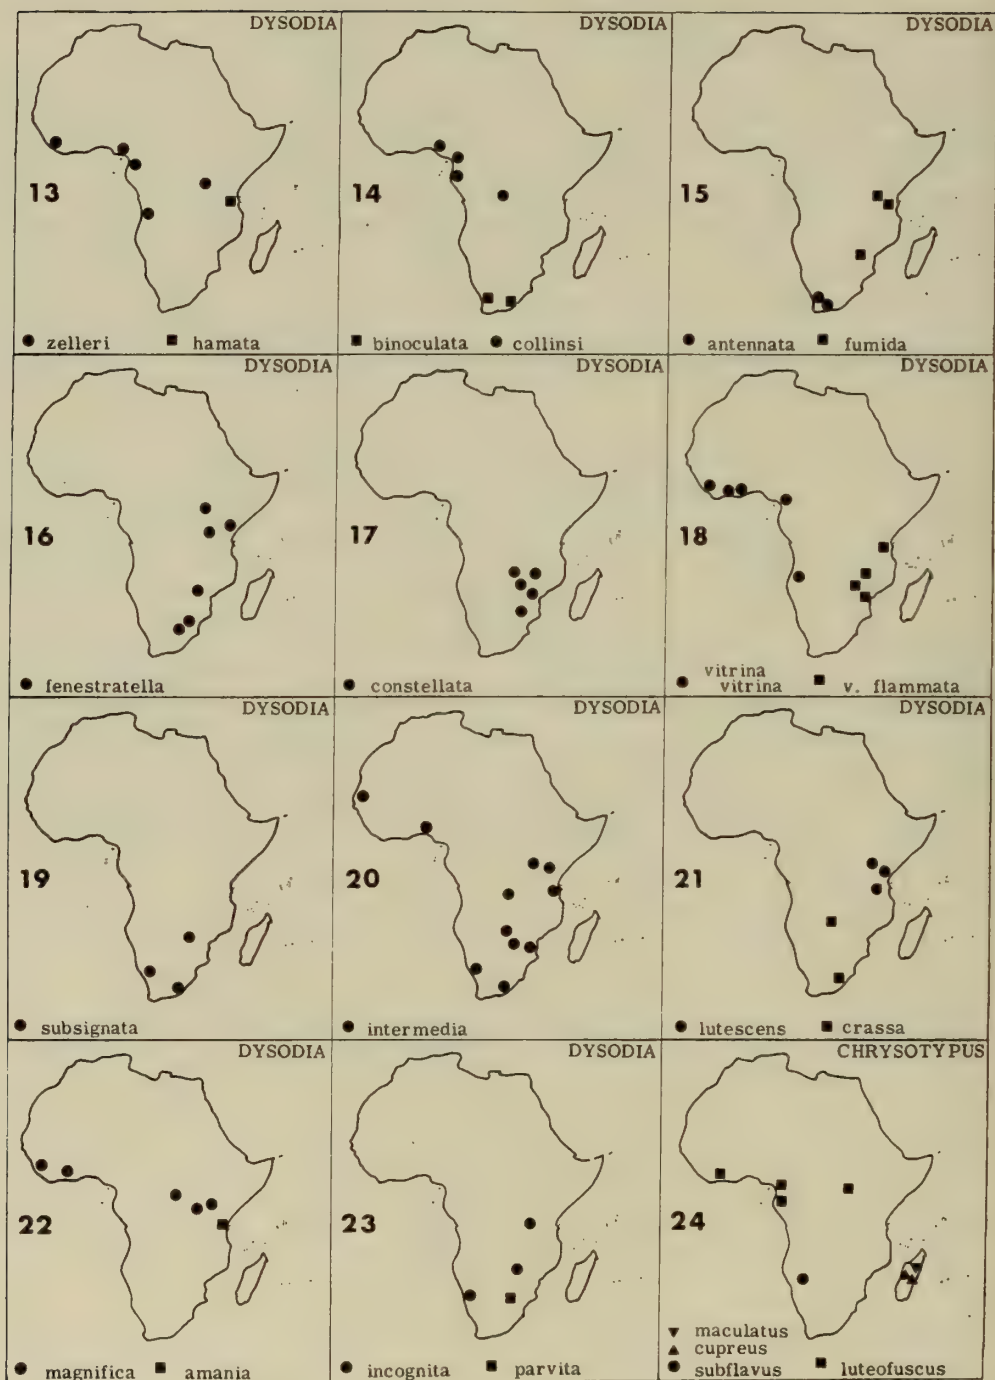 DYSODIA
13
● zelleri ■ hamata
DYSODIA
14
■ binoculata ● collinsi
DYSODIA
15
● antennata ■ fumida
DYSODIA
16
● fenestratella
DYSODIA
17
● constellata
DYSODIA
18
● vitrina vitrina ■ v. flammata
DYSODIA
19
● subsignata
DYSODIA
20
● intermedia
DYSODIA
21
● lutescens ■ crassa
DYSODIA
22
● magnifica ■ amania
DYSODIA
23
● incognita ■ parvita
CHRYSOTYPUS
24
▼ maculatus
▲ cupreus
● subflavus ■ luteofuscus